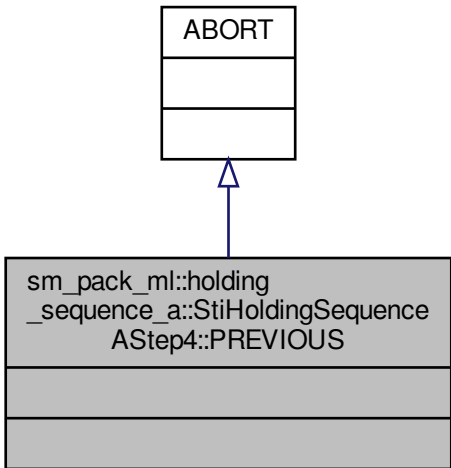 ABORT
sm_pack_ml::holding
_sequence_a::StiHoldingSequence
AStep4::PREVIOUS